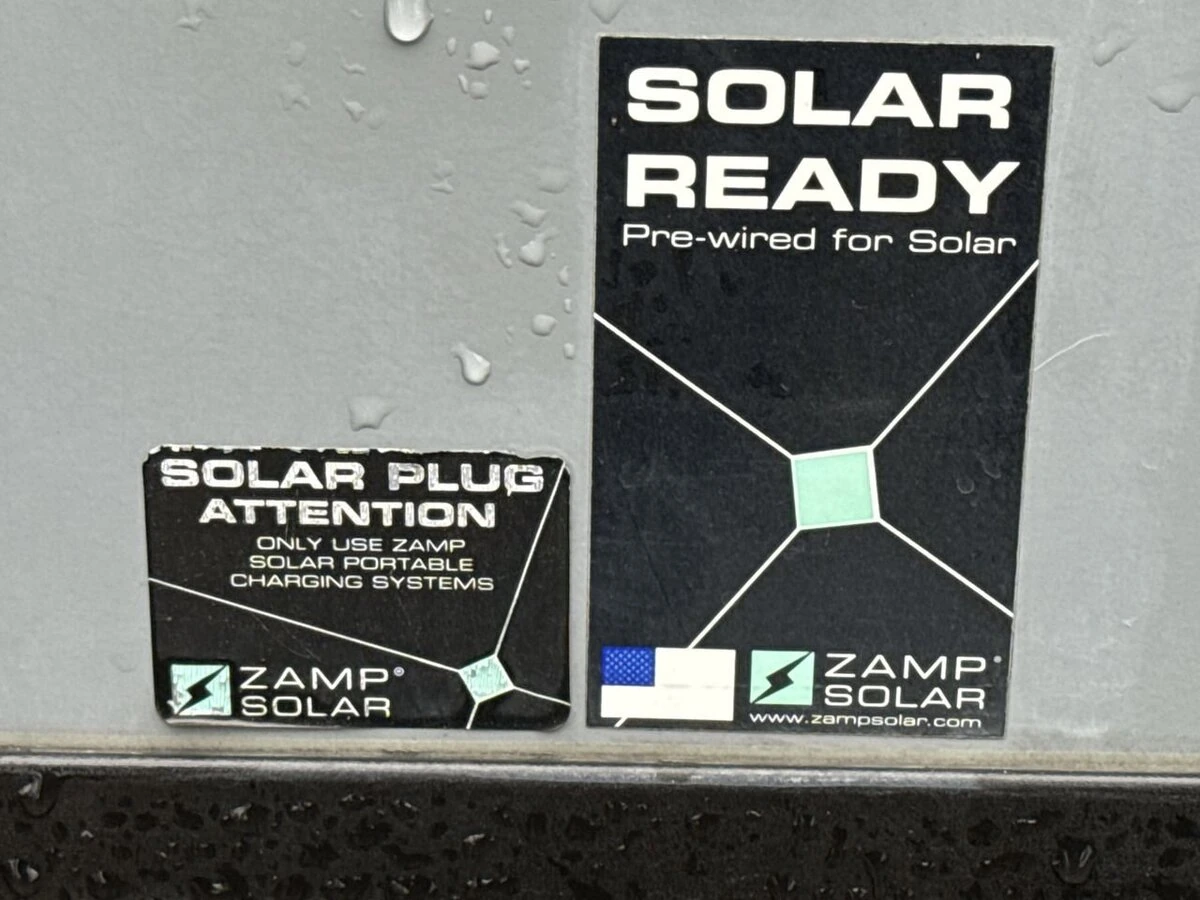 SOLAR
READY
Pre-wired for Solar
ZAMP®
SOLAR
www.zampsolar.com
SOLAR PLUG
ATTENTION
ONLY USE ZAMP
SOLAR PORTABLE
CHARGING SYSTEMS
ZAMP®
SOLAR